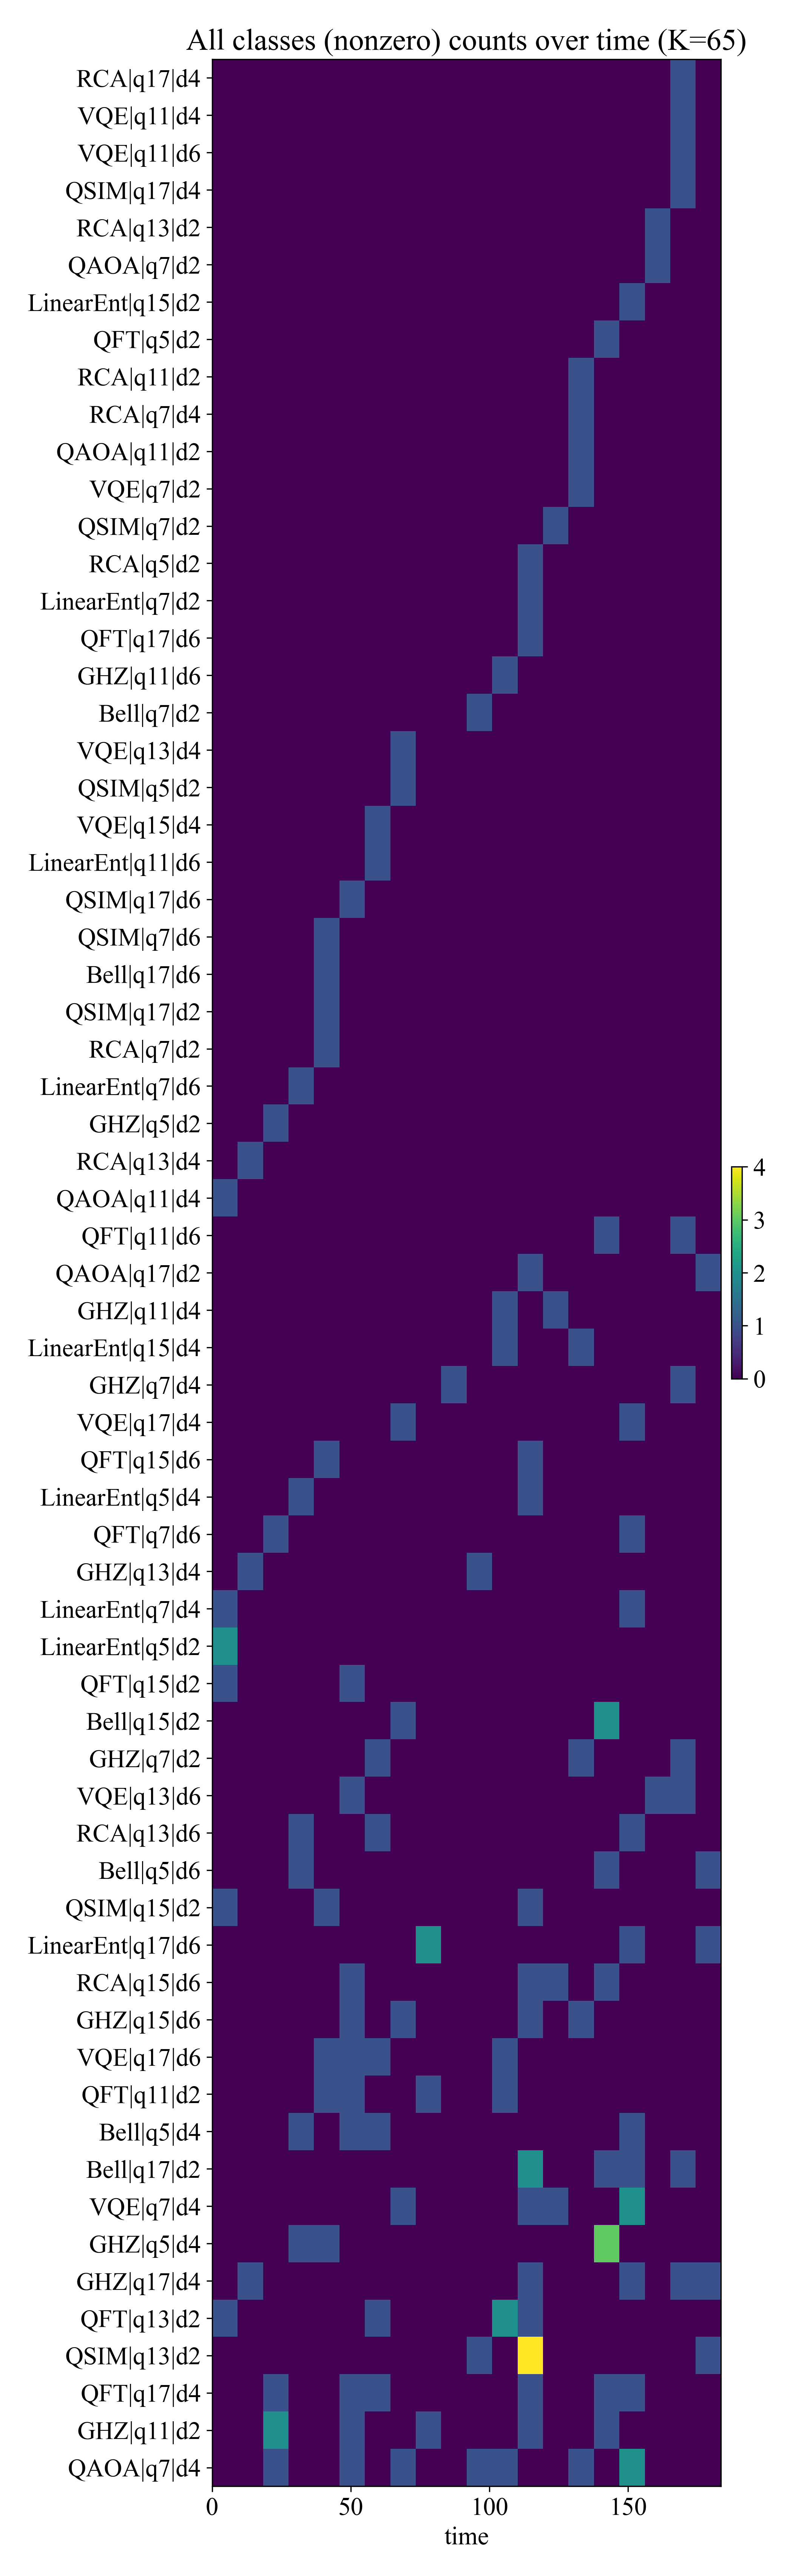 All classes (nonzero) counts over time (K=65)
RCA|q17|d4
VQE|q11|d4
VQE|q11|d6
QSIM|q17|d4
RCA|q13|d2
QAOA|q7|d2
LinearEnt|q15|d2
QFT|q5|d2
RCA|q11|d2
RCA|q7|d4
QAOA|q11|d2
VQE|q7|d2
QSIM|q7|d2
RCA|q5|d2
LinearEnt|q7|d2
QFT|q17|d6
GHZ|q11|d6
Bell|q7|d2
VQE|q13|d4
QSIM|q5|d2
VQE|q15|d4
LinearEnt|q11|d6
QSIM|q17|d6
QSIM|q7|d6
Bell|q17|d6
QSIM|q17|d2
RCA|q7|d2
LinearEnt|q7|d6
GHZ|q5|d2
RCA|q13|d4
QAOA|q11|d4
QFT|q11|d6
QAOA|q17|d2
GHZ|q11|d4
LinearEnt|q15|d4
GHZ|q7|d4
VQE|q17|d4
QFT|q15|d6
LinearEnt|q5|d4
QFT|q7|d6
GHZ|q13|d4
LinearEnt|q7|d4
LinearEnt|q5|d2
QFT|q15|d2
Bell|q15|d2
GHZ|q7|d2
VQE|q13|d6
RCA|q13|d6
Bell|q5|d6
QSIM|q15|d2
LinearEnt|q17|d6
RCA|q15|d6
GHZ|q15|d6
VQE|q17|d6
QFT|q11|d2
Bell|q5|d4
Bell|q17|d2
VQE|q7|d4
GHZ|q5|d4
GHZ|q17|d4
QFT|q13|d2
QSIM|q13|d2
QFT|q17|d4
GHZ|q11|d2
QAOA|q7|d4
0 50 100 150
time
4
3
2
1
0